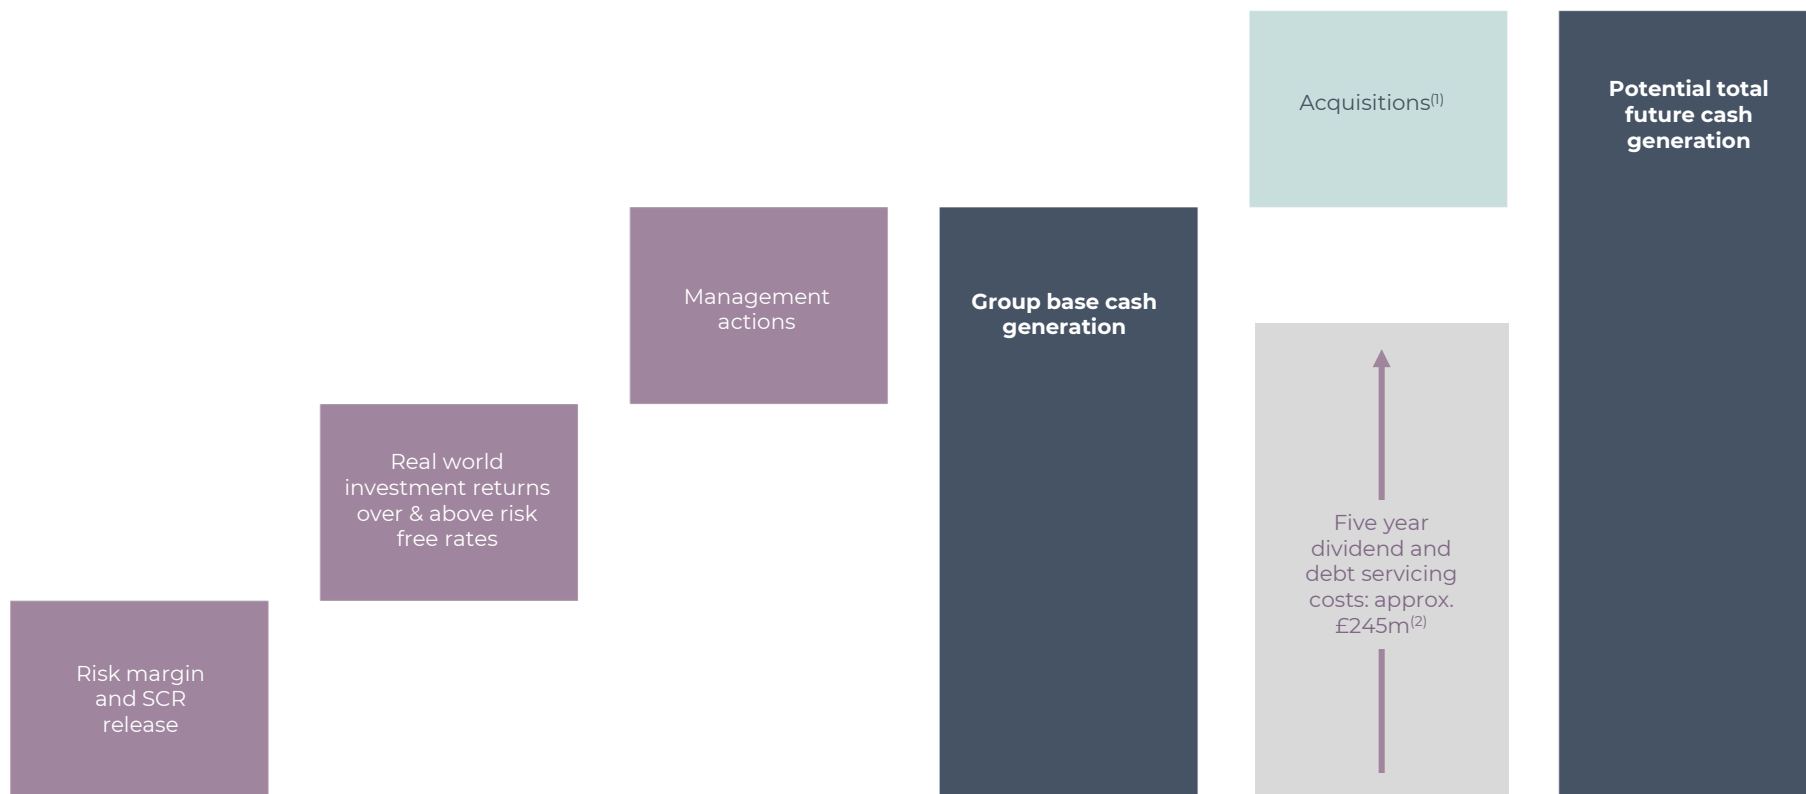 Risk margin
and SCR
release
Real world
investment returns
over & above risk
free rates
Management
actions
Group base cash
generation
Acquisitions(1)
Five year
dividend and
debt servicing
costs: approx.
£245m(2)
Potential total
future cash
generation